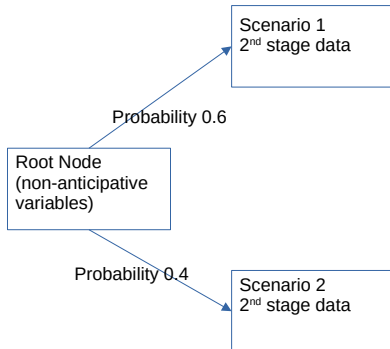 Scenario 1
2nd stage data
Probability 0.6
Root Node
(non-anticipative
variables)
Probability 0.4
Scenario 2
2nd stage data